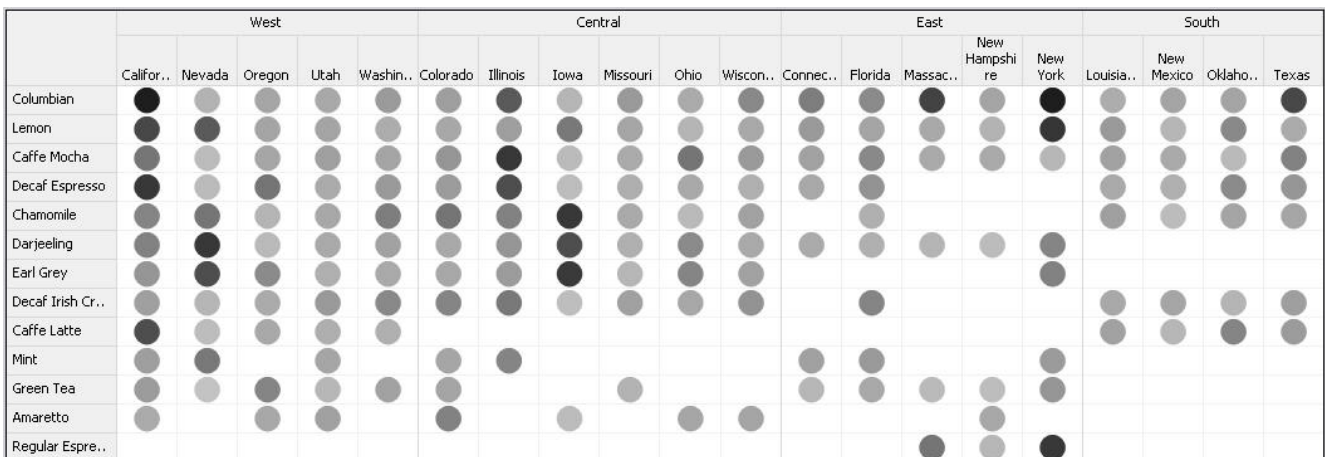 West Central East South
Califor.. Nevada Oregon Utah Washin.. Colorado Illinois Iowa Missouri Ohio Wiscon.. Connec.. Florida Massac.. New Hampshi re New York Louisia.. New Mexico Oklaho.. Texas
Columbian
Lemon
Caffe Mocha
Decaf Espresso
Chamomile
Darjeeling
Earl Grey
Decaf Irish Cr..
Caffe Latte
Mint
Green Tea
Amaretto
Regular Espre..